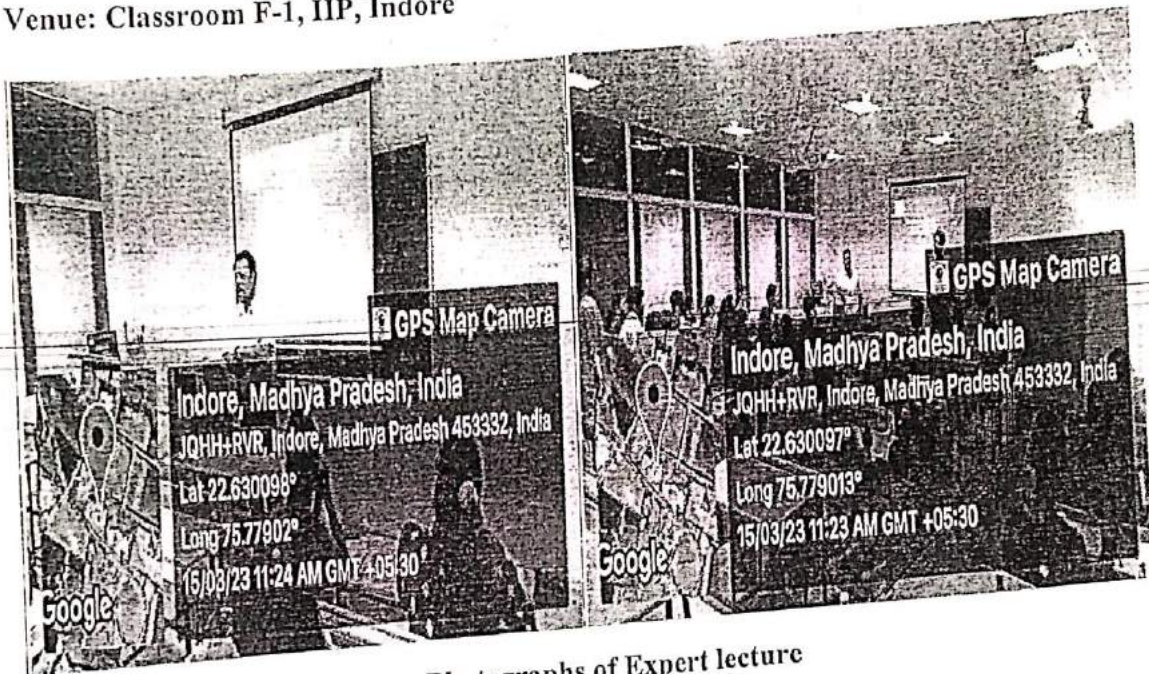 Venue: Classroom F-1, IIP, Indore
GPS Map Camera
Indore, Madhya Pradesh, India
JQHH+RVR, Indore, Madhya Pradesh 453332, India
Lat 22.630098°
Long 75.77902°
15/03/23 11:24 AM GMT +05:30
Google
GPS Map Camera
Indore, Madhya Pradesh, India
JQHH+RVR, Indore, Madhya Pradesh 453332, India
Lat 22.630097°
Long 75.779013°
15/03/23 11:23 AM GMT +05:30
Google
Photographs of Expert lecture